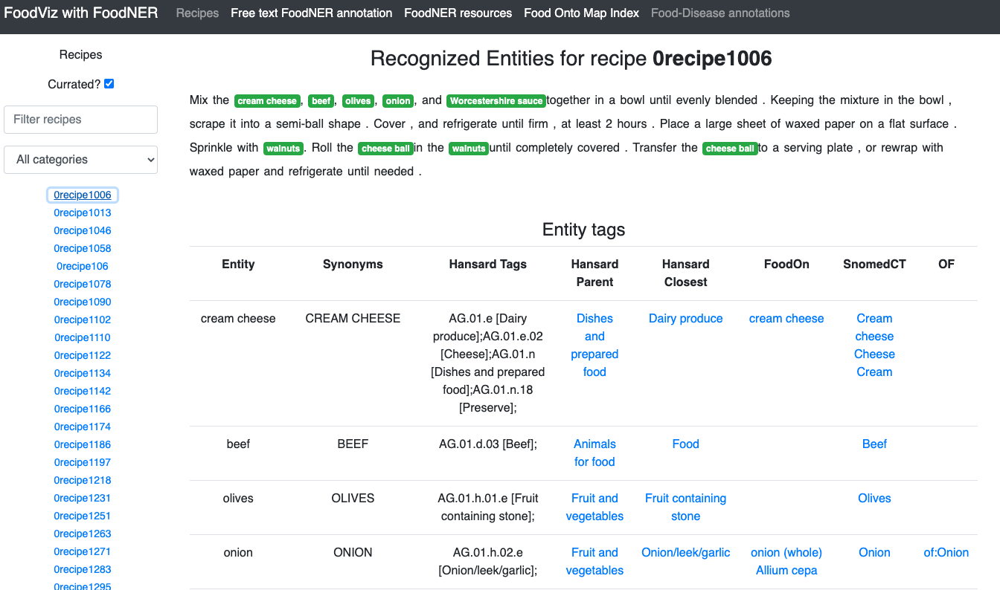 FoodViz with FoodNER Recipes Free text FoodNER annotation FoodNER resources Food Onto Map Index Food-Disease annotations
Recipes
Currated?
Filter recipes
All categories
0recipe1006
0recipe1013
0recipe1046
0recipe1058
0recipe106
0recipe1078
0recipe1090
0recipe1102
0recipe1110
0recipe1122
0recipe1134
0recipe1142
0recipe1166
0recipe1174
0recipe1186
0recipe1197
0recipe1218
0recipe1231
0recipe1251
0recipe1263
0recipe1271
0recipe1283
0recipe1295
Recognized Entities for recipe 0recipe1006
Mix the cream cheese, beef, olives, onion, and Worcestershire sauce together in a bowl until evenly blended . Keeping the mixture in the bowl ,
scrape it into a semi-ball shape . Cover , and refrigerate until firm , at least 2 hours . Place a large sheet of waxed paper on a flat surface .
Sprinkle with walnuts. Roll the cheese ball in the walnuts until completely covered . Transfer the cheese ball to a serving plate , or rewrap with
waxed paper and refrigerate until needed .
Entity tags
Entity Synonyms Hansard Tags Hansard Parent Hansard Closest FoodOn SnomedCT OF
cream cheese CREAM CHEESE AG.01.e [Dairy
produce];AG.01.e.02
[Cheese];AG.01.n
[Dishes and prepared
food];AG.01.n.18
[Preserve];
Dishes
and
prepared
food
Dairy produce
cream cheese
Cream
cheese
Cheese
Cream
beef BEEF AG.01.d.03 [Beef];
Animals
for food
Food
Beef
olives OLIVES AG.01.h.01.e [Fruit
containing stone];
Fruit and
vegetables
Fruit containing
stone
Olives
onion ONION AG.01.h.02.e
[Onion/leek/garlic];
Fruit and
vegetables
Onion/leek/garlic
onion (whole)
Allium cepa
Onion
of:Onion